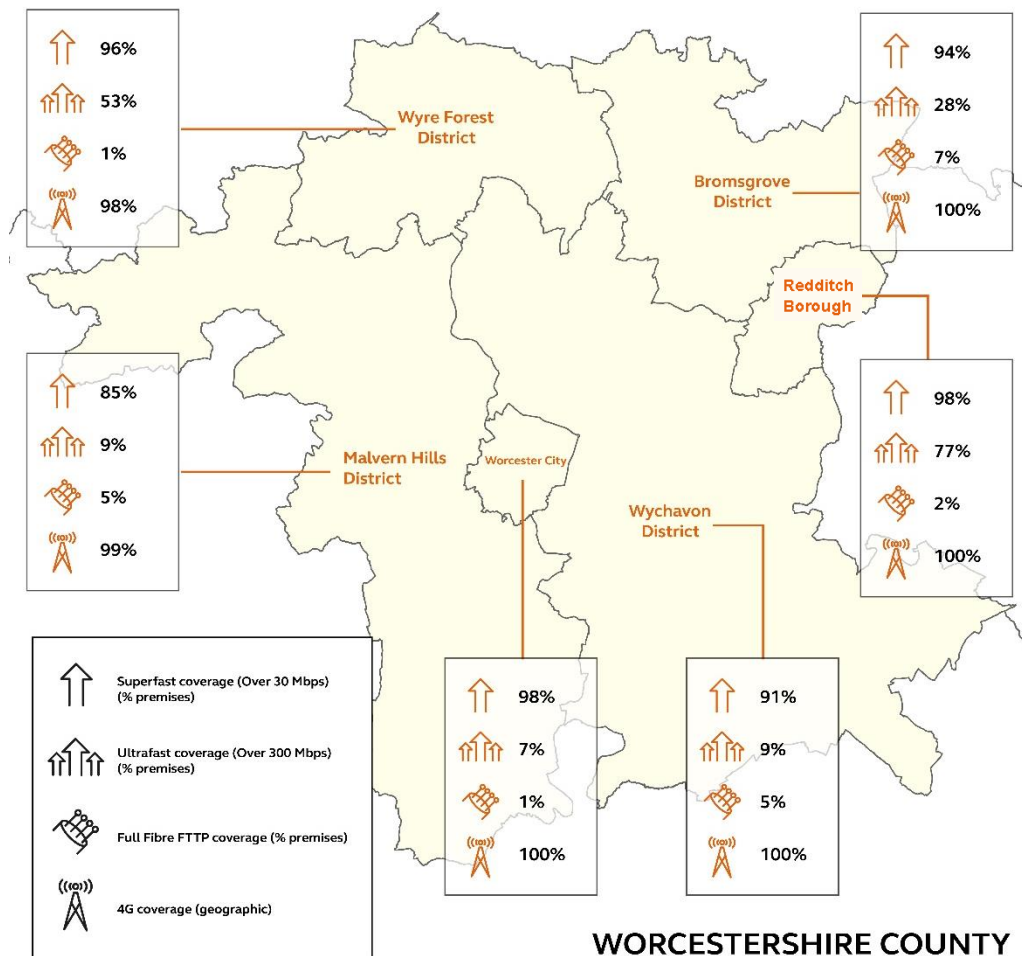 96%
53%
1%
98%
Wyre Forest
District
94%
28%
7%
100%
Bromsgrove
District
Redditch
Borough
98%
77%
2%
100%
85%
9%
5%
99%
Malvern Hills
District
Worcester City
Wychavon
District
98%
7%
1%
100%
91%
9%
5%
100%
Superfast coverage (Over 30 Mbps)
(% premises)
Ultrafast coverage (Over 300 Mbps)
(% premises)
Full Fibre FTTP coverage (% premises)
4G coverage (geographic)
WORCESTERSHIRE COUNTY